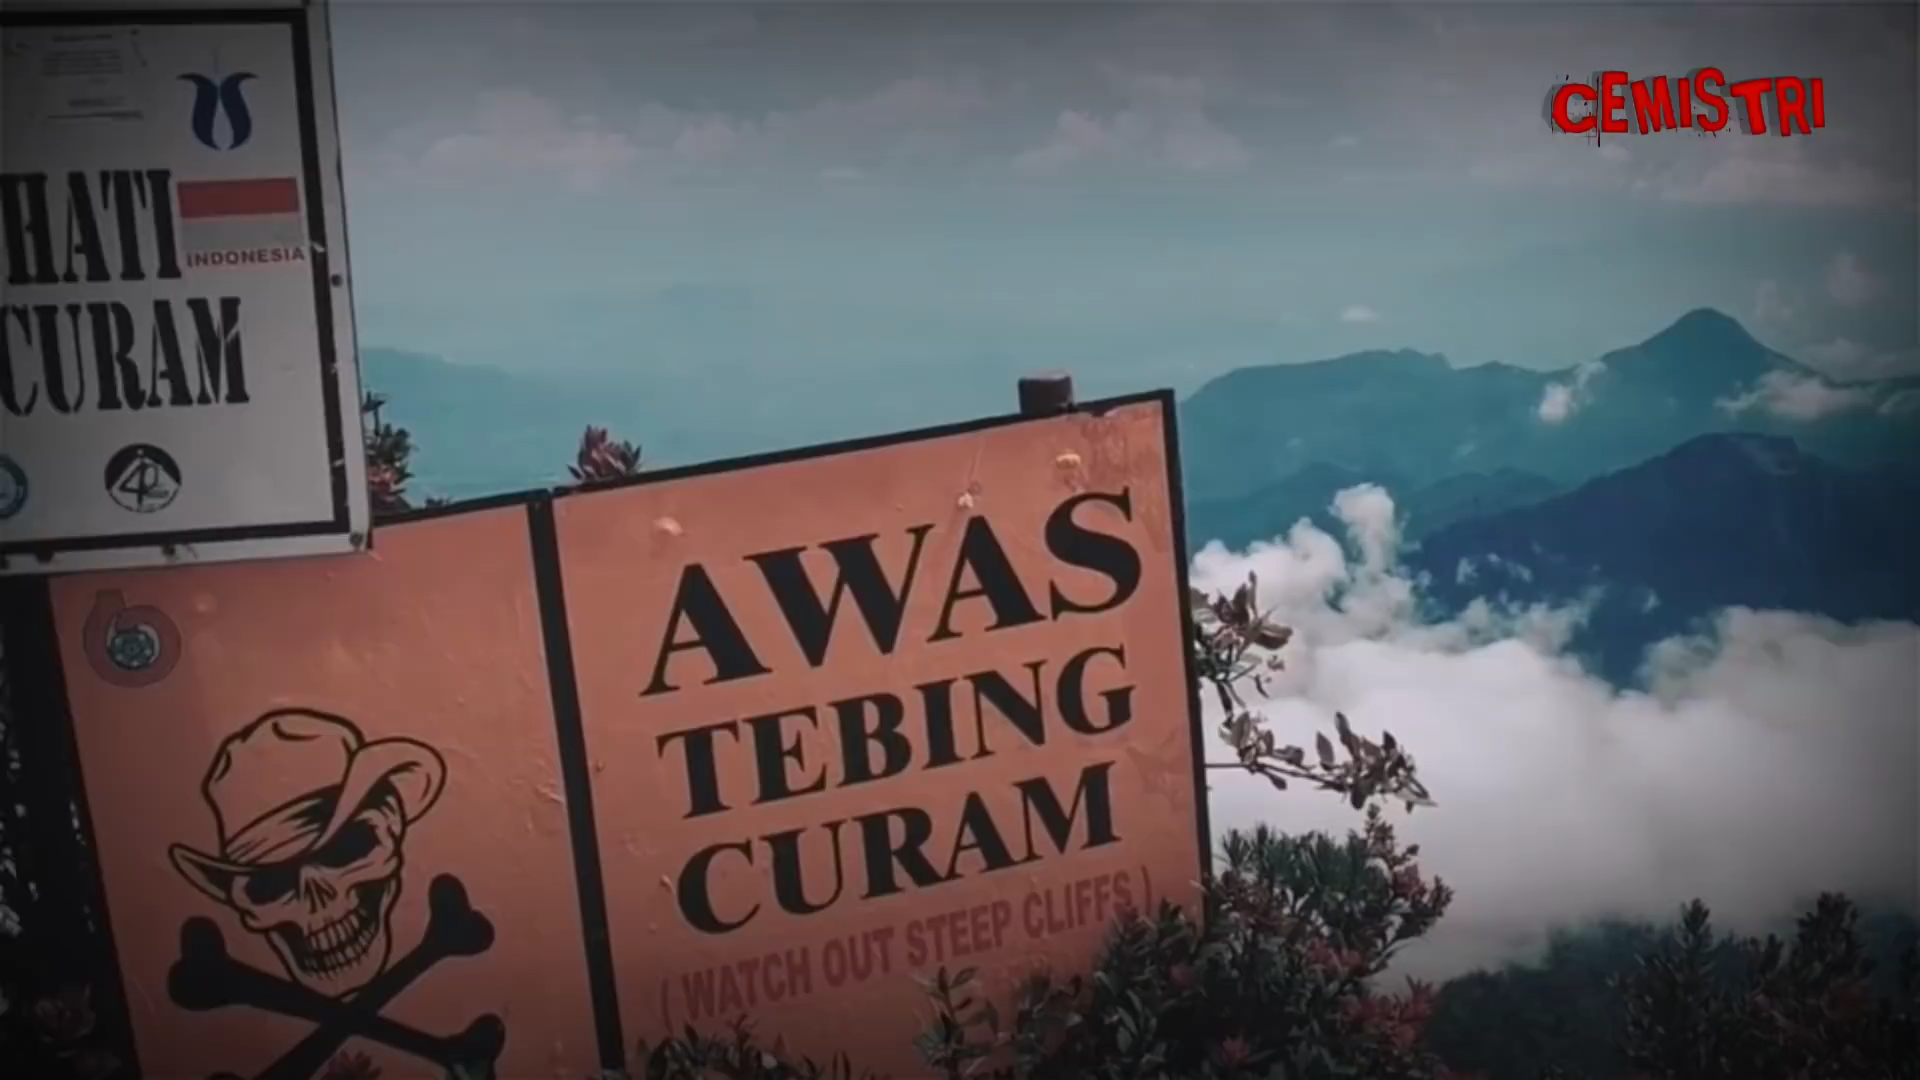 CEMISTRI
HATI
INDONESIA
CURAM
AWAS
TEBING
CURAM
( WATCH OUT STEEP CLIFFS )